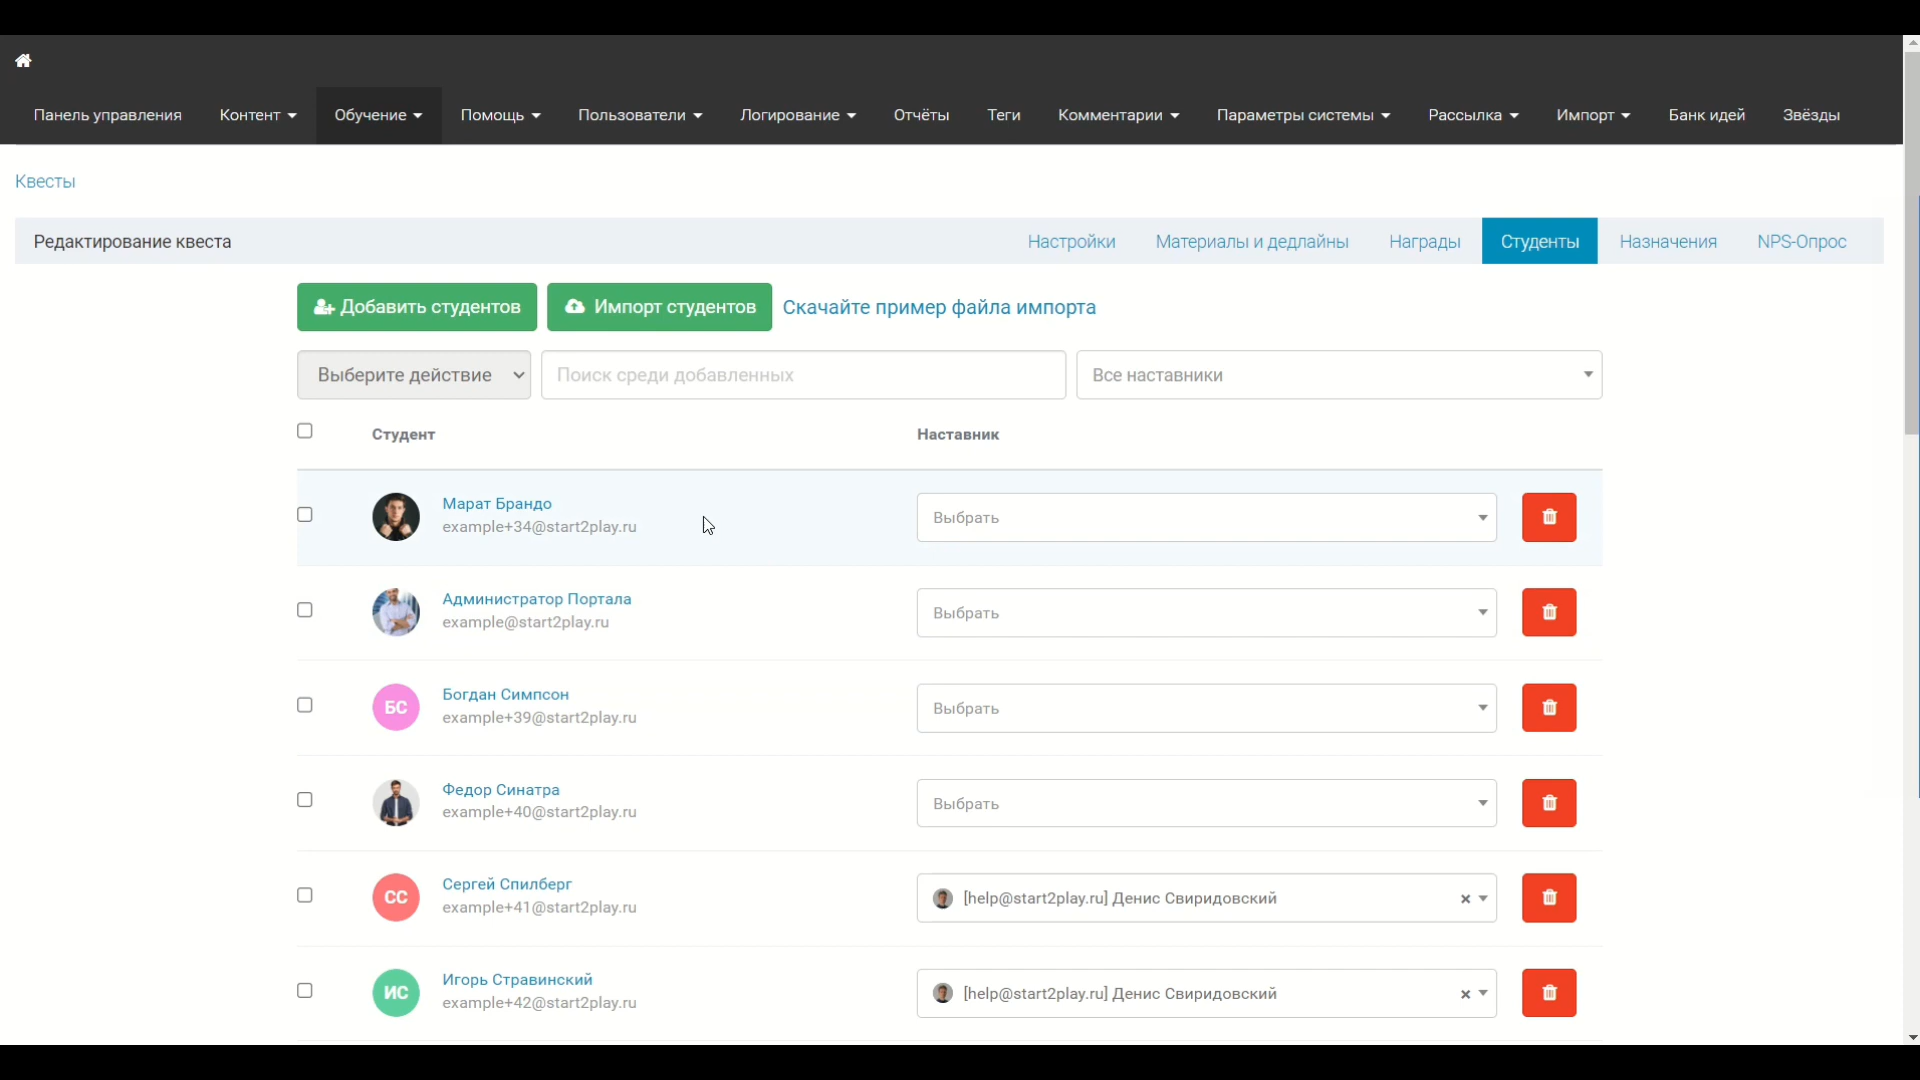 Панель управления Контент Обучение Помощь Пользователи Логирование Отчёты Теги Комментарии Параметры системы Рассылка Импорт Банк идей Звёзды
Квесты
Редактирование квеста Настройки Материалы и дедлайны Награды Студенты Назначения NPS-Опрос
Добавить студентов Импорт студентов Скачайте пример файла импорта
Выберите действие Поиск среди добавленных Все наставники
Студент Наставник
Марат Брандо
example+34@start2play.ru
Выбрать
Администратор Портала
example@start2play.ru
Выбрать
БС
Богдан Симпсон
example+39@start2play.ru
Выбрать
Федор Синатра
example+40@start2play.ru
Выбрать
СС
Сергей Спилберг
example+41@start2play.ru
[help@start2play.ru] Денис Свиридовский ×
ИС
Игорь Стравинский
example+42@start2play.ru
[help@start2play.ru] Денис Свиридовский ×